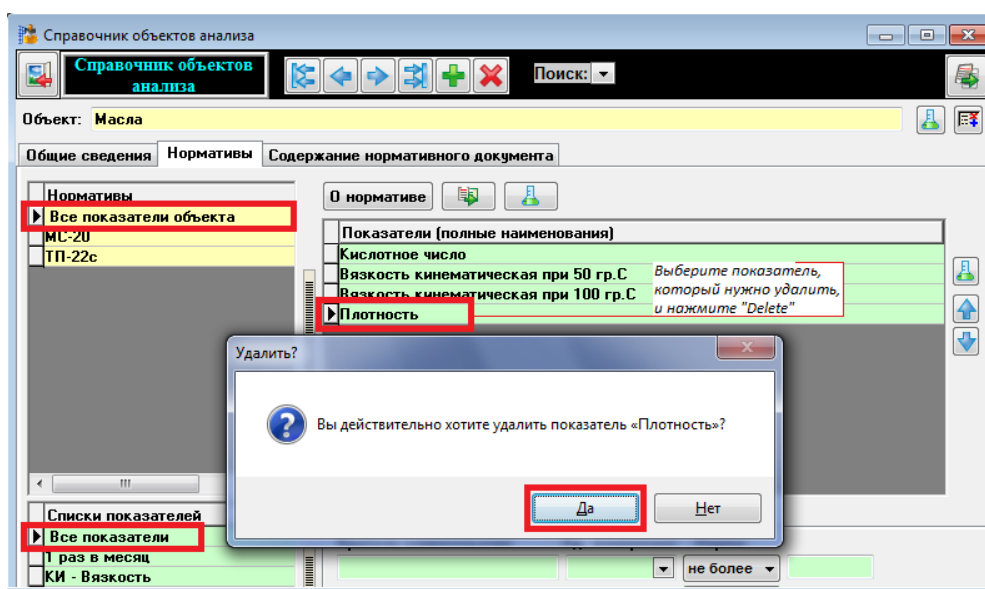 Справочник объектов анализа
Справочник объектов
анализа
Поиск:
Объект: Масла
Общие сведения Нормативы Содержание нормативного документа
Нормативы
Все показатели объекта
МС-20
ТП-22с
О нормативе
Показатели (полные наименования)
Кислотное число
Вязкость кинематическая при 50 гр.С
Вязкость кинематическая при 100 гр.С
Плотность
Выберите показатель,
который нужно удалить,
и нажмите "Delete"
Удалить?
Вы действительно хотите удалить показатель «Плотность»?
Да Нет
Списки показателей
Все показатели
1 раз в месяц
КИ - Вязкость
не более